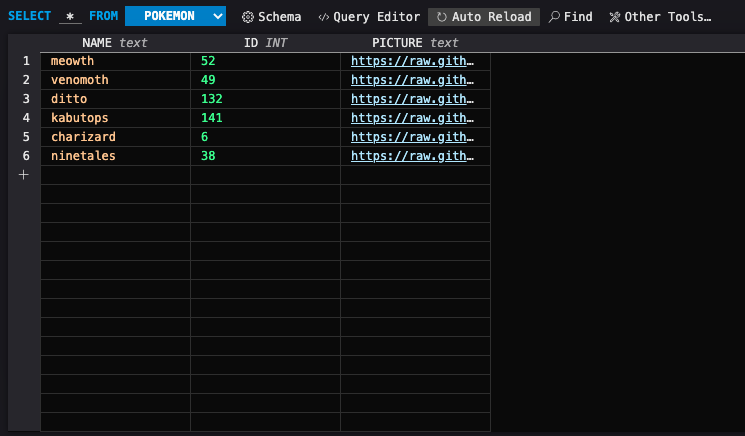 SELECT * FROM POKEMON Schema Query Editor Auto Reload Find Other Tools…
NAME text ID INT PICTURE text
1 meowth 52 https://raw.gith…
2 venomoth 49 https://raw.gith…
3 ditto 132 https://raw.gith…
4 kabutops 141 https://raw.gith…
5 charizard 6 https://raw.gith…
6 ninetales 38 https://raw.gith…
+